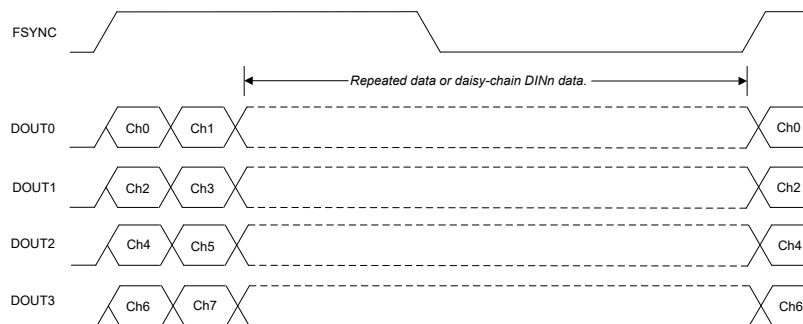 FSYNC
Repeated data or daisy-chain DINn data.
DOUT0 Ch0 Ch1 Ch0
DOUT1 Ch2 Ch3 Ch2
DOUT2 Ch4 Ch5 Ch4
DOUT3 Ch6 Ch7 Ch6